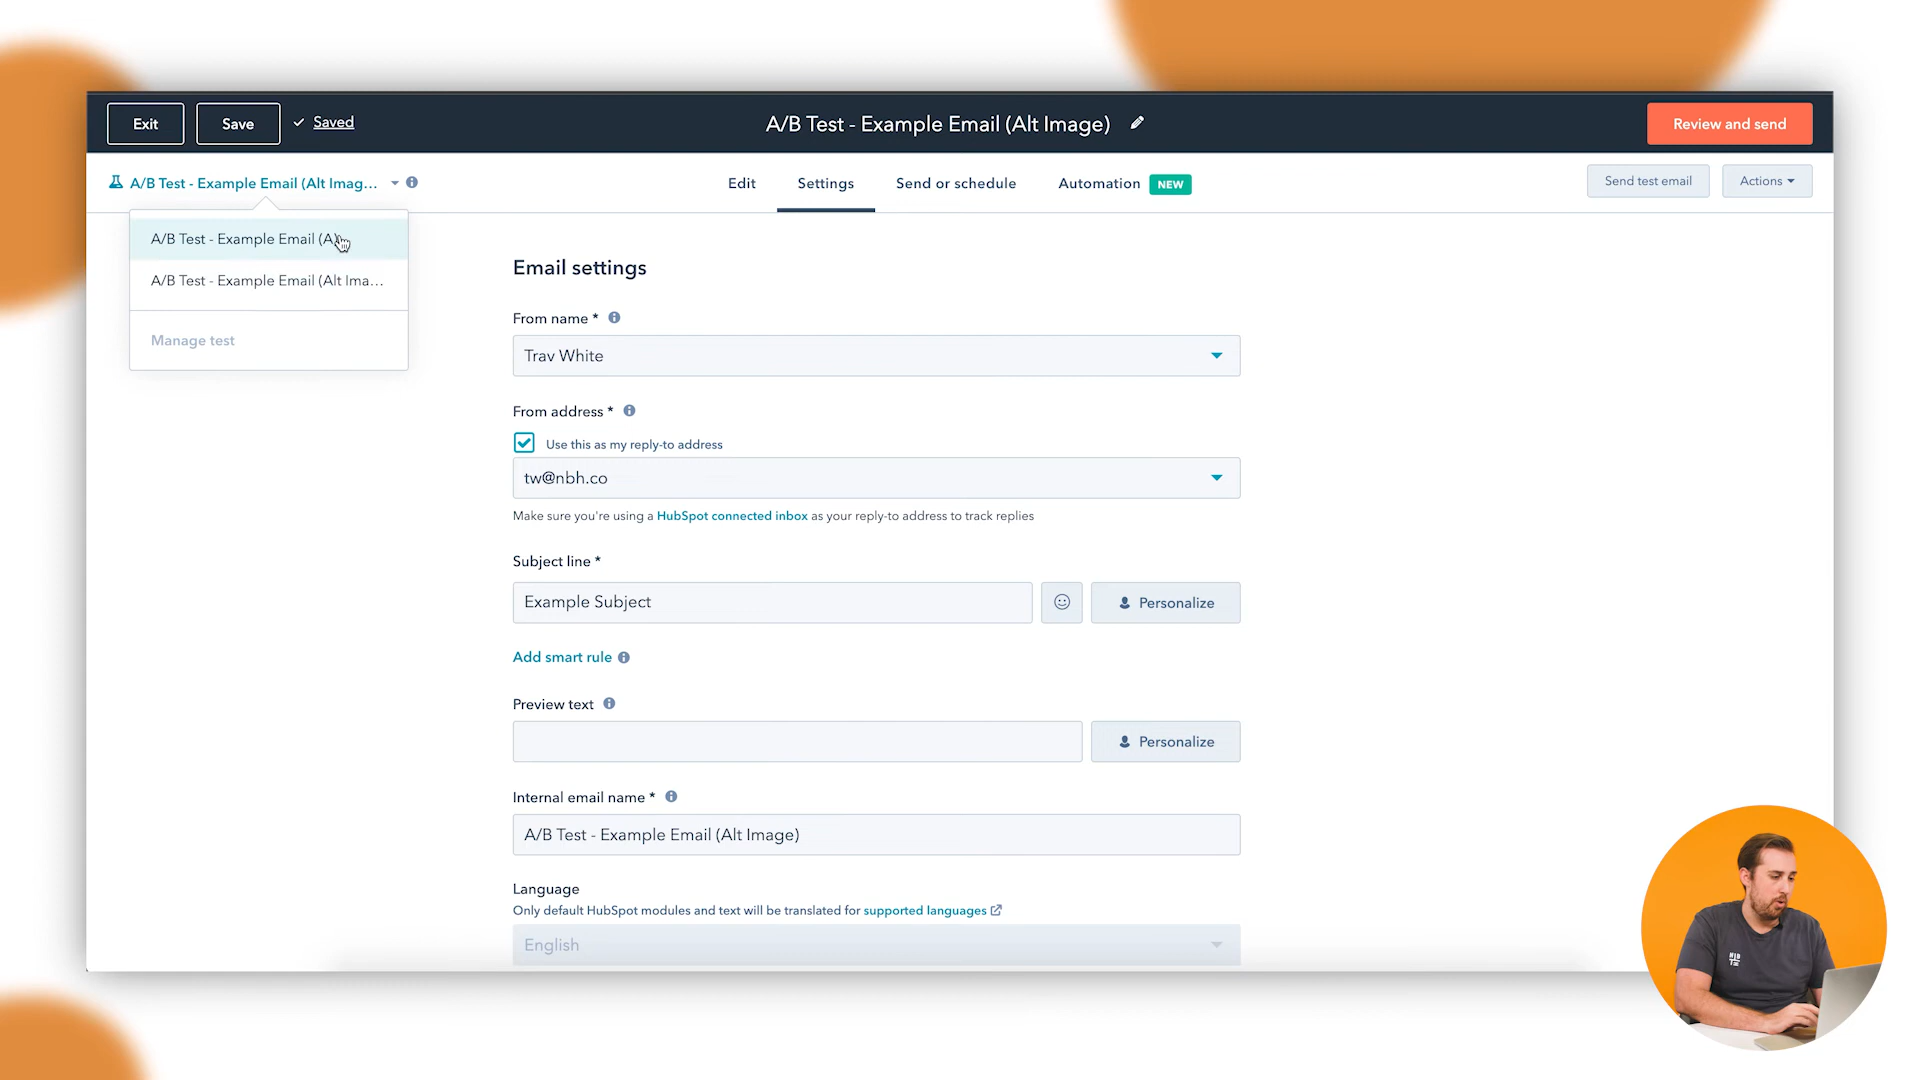 Exit
Save
Saved
A/B Test - Example Email (Alt Image)
Review and send
A/B Test - Example Email (Alt Imag...
Edit
Settings
Send or schedule
Automation NEW
Send test email
Actions
A/B Test - Example Email (A)
A/B Test - Example Email (Alt Ima...
Manage test
Email settings
From name *
Trav White
From address *
Use this as my reply-to address
tw@nbh.co
Make sure you're using a HubSpot connected inbox as your reply-to address to track replies
Subject line *
Example Subject
Personalize
Add smart rule
Preview text
Personalize
Internal email name *
A/B Test - Example Email (Alt Image)
Language
Only default HubSpot modules and text will be translated for supported languages
English